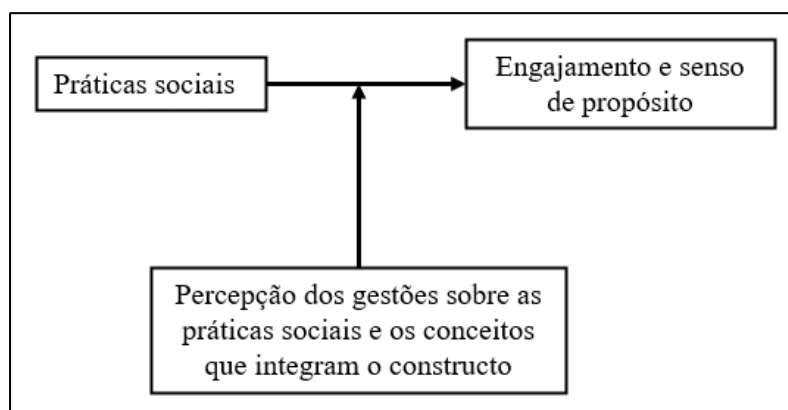 Práticas sociais
Engajamento e senso
de propósito
Percepção dos gestões sobre as
práticas sociais e os conceitos
que integram o constructo